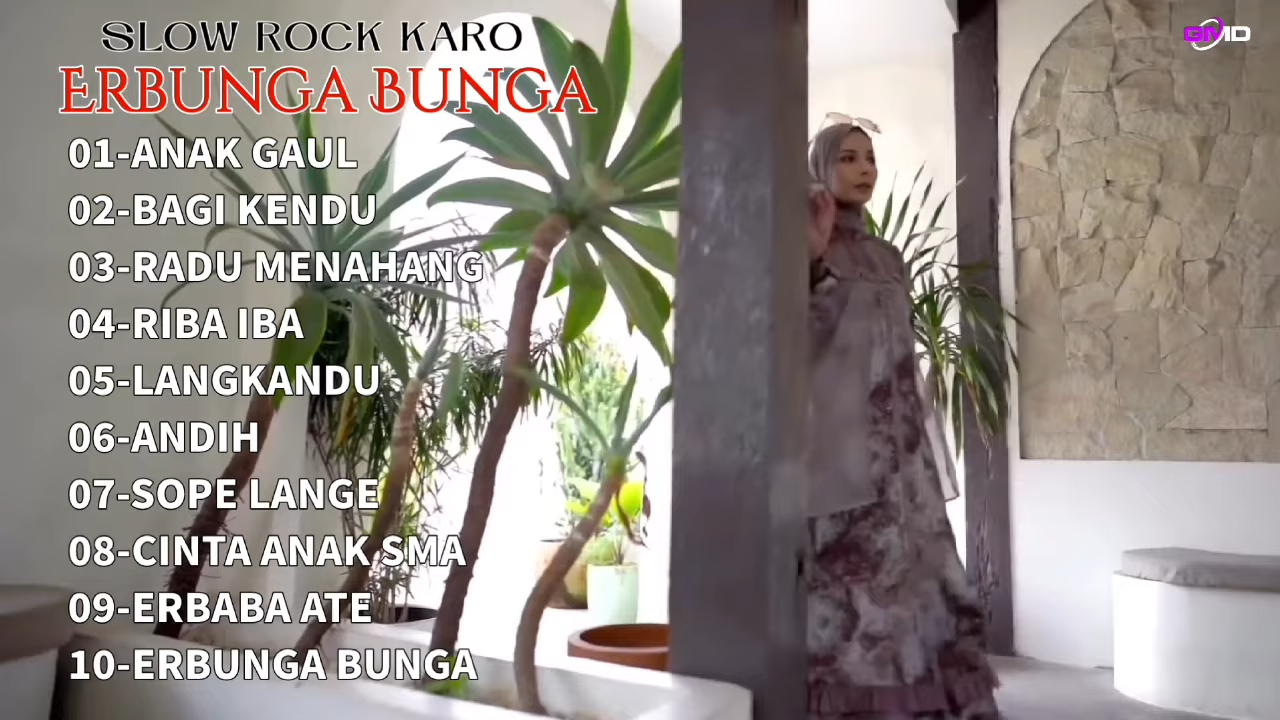 SLOW ROCK KARO
ERBUNGA BUNGA
GMD
01-ANAK GAUL
02-BAGI KENDU
03-RADU MENAHANG
04-RIBA IBA
05-LANGKANDU
06-ANDIH
07-SOPE LANGE
08-CINTA ANAK SMA
09-ERBABA ATE
10-ERBUNGA BUNGA